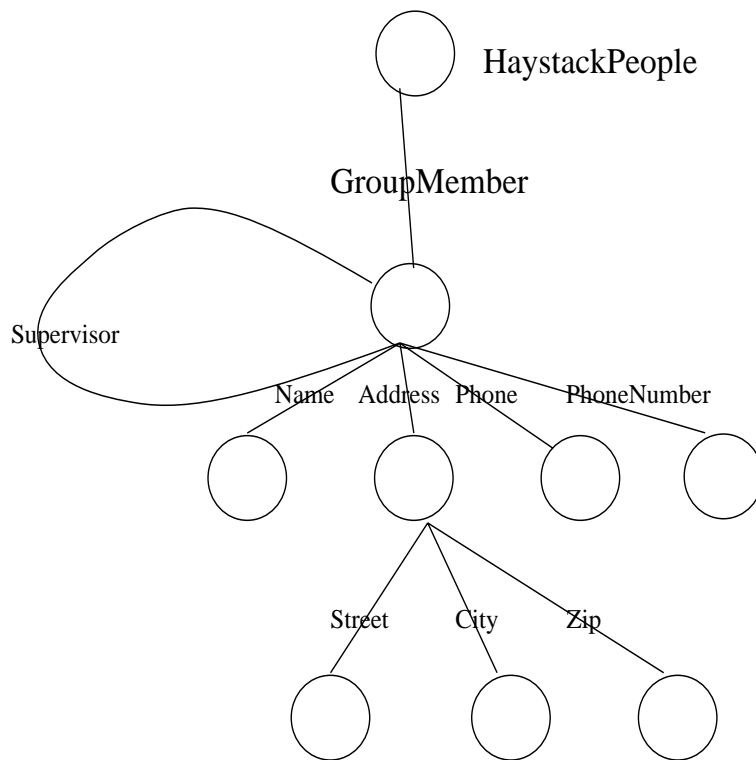 HaystackPeople
GroupMember
Supervisor
Name
Address
Phone
PhoneNumber
Street
City
Zip